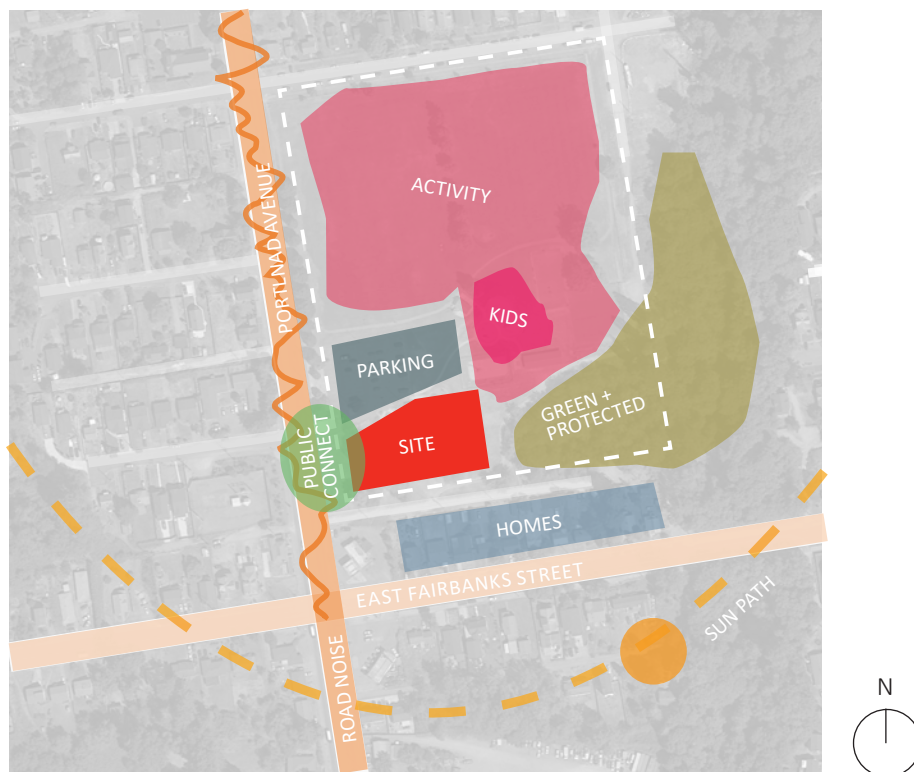 ACTIVITY
PORTLNAD AVENUE
KIDS
PARKING
GREEN +
PROTECTED
PUBLIC
CONNECT
SITE
HOMES
EAST FAIRBANKS STREET
SUN PATH
ROAD NOISE
N